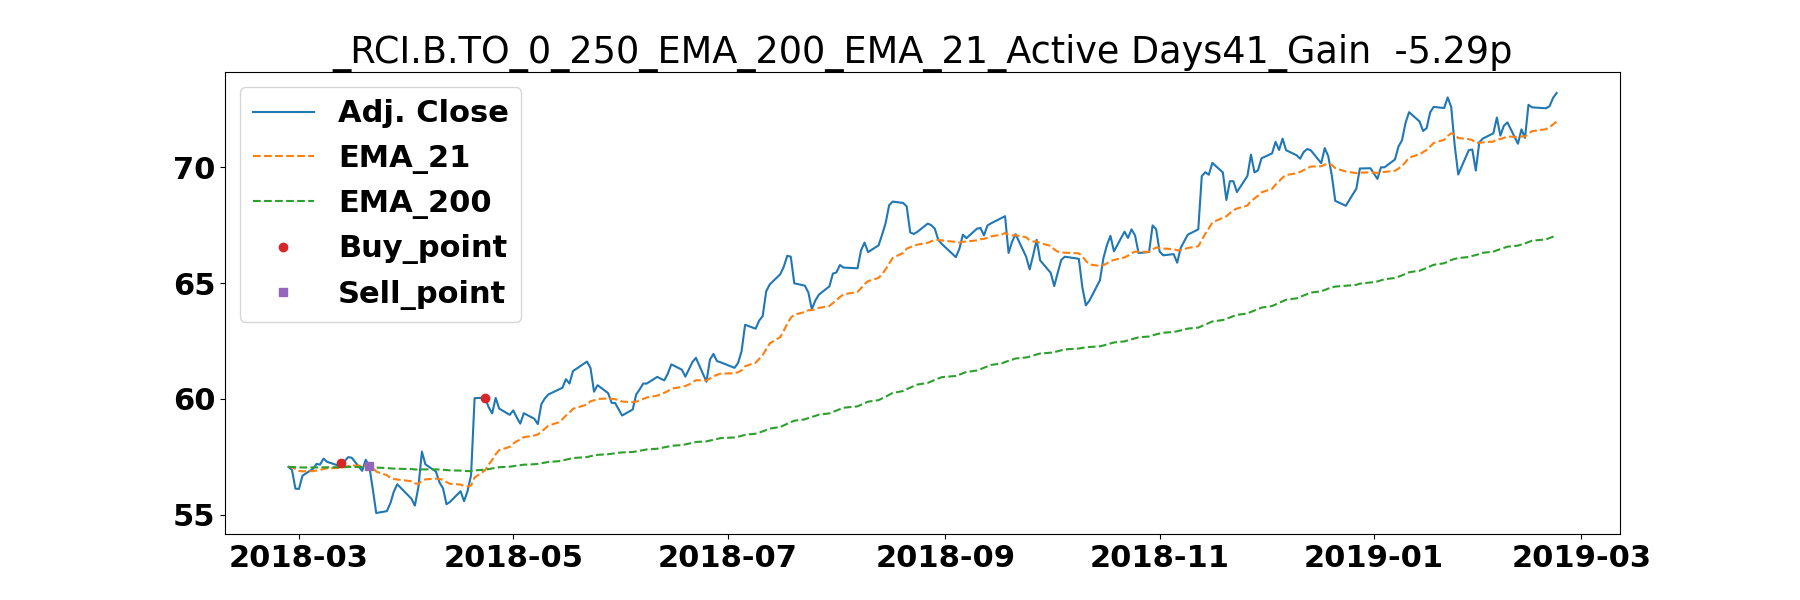 _RCI.B.TO_0_250_EMA_200_EMA_21_Active Days41_Gain  -5.29p
Adj. Close
EMA_21
EMA_200
Buy_point
Sell_point
70
65
60
55
2018-03 2018-05 2018-07 2018-09 2018-11 2019-01 2019-03